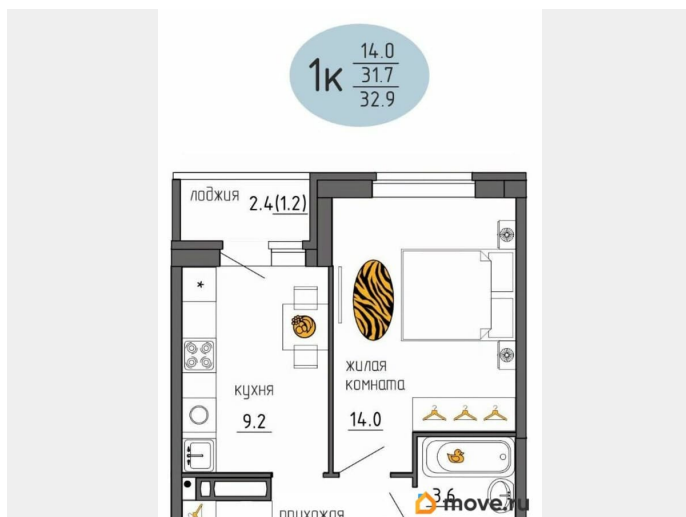 1к
14.0
31.7
32.9
лоджия
2.4(1.2)
кухня
9.2
жилая
комната
14.0
3.6
прихожая
move.ru